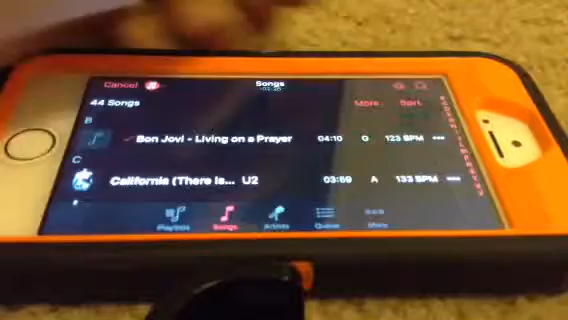 Cancel
Songs
44 Songs
More
Sort
B
Bon Jovi - Living on a Prayer 04:10 G 123 BPM
C
California (There Is... U2 03:59 A 133 BPM
Playlists
Songs
Artists
Queue
More